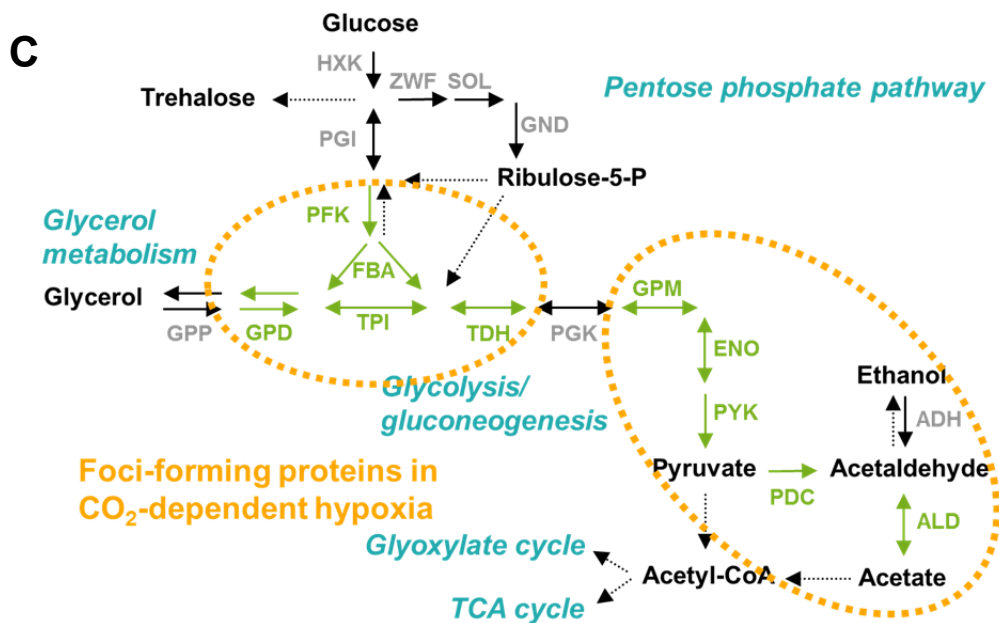 C
Glucose
HXK
ZWF SOL
Trehalose
Pentose phosphate pathway
PGI
GND
Ribulose-5-P
PFK
Glycerol
metabolism
FBA
Glycerol
GPP
GPD
TPI
TDH
PGK
GPM
ENO
Glycolysis/
gluconeogenesis
Ethanol
PYK
ADH
Foci-forming proteins in
CO₂-dependent hypoxia
Pyruvate
PDC
Acetaldehyde
ALD
Glyoxylate cycle
Acetyl-CoA
Acetate
TCA cycle